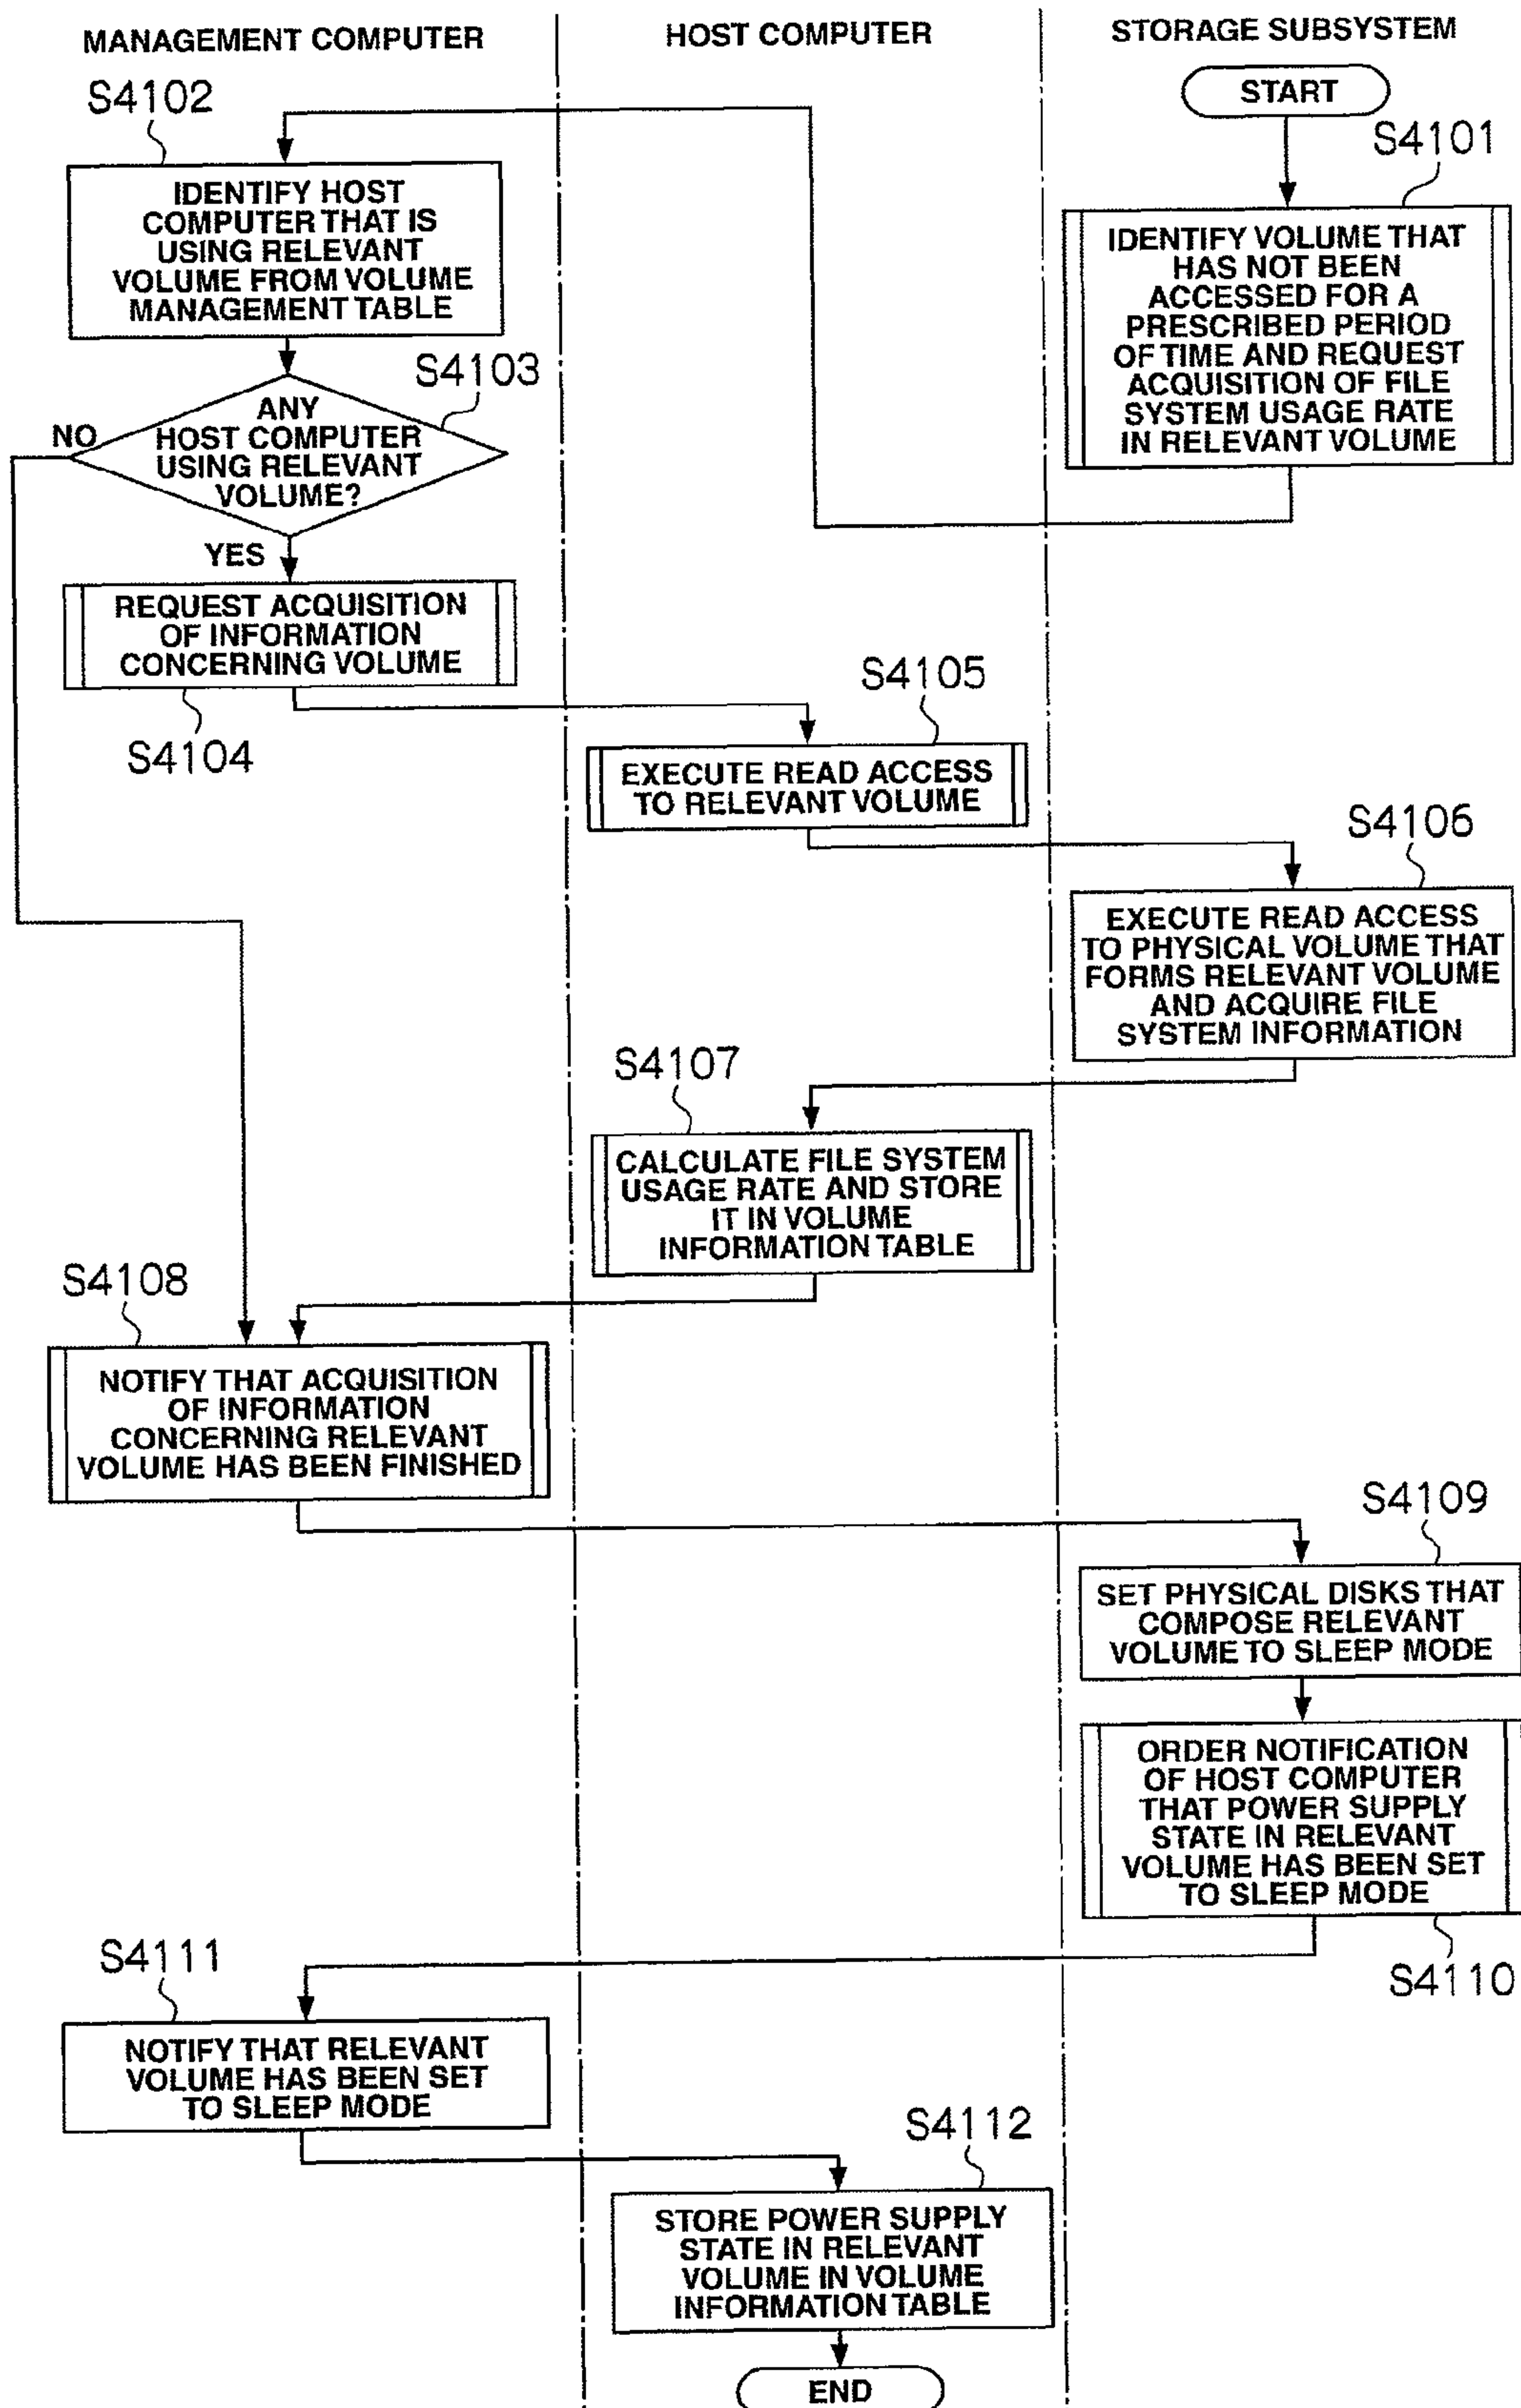 MANAGEMENT COMPUTER
HOST COMPUTER
STORAGE SUBSYSTEM
START
S4101
IDENTIFY VOLUME THAT
HAS NOT BEEN
ACCESSED FOR A
PRESCRIBED PERIOD
OF TIME AND REQUEST
ACQUISITION OF FILE
SYSTEM USAGE RATE
IN RELEVANT VOLUME
S4102
IDENTIFY HOST
COMPUTER THAT IS
USING RELEVANT
VOLUME FROM VOLUME
MANAGEMENT TABLE
S4103
ANY
HOST COMPUTER
USING RELEVANT
VOLUME?
NO
YES
REQUEST ACQUISITION
OF INFORMATION
CONCERNING VOLUME
S4104
S4105
EXECUTE READ ACCESS
TO RELEVANT VOLUME
S4106
EXECUTE READ ACCESS
TO PHYSICAL VOLUME THAT
FORMS RELEVANT VOLUME
AND ACQUIRE FILE
SYSTEM INFORMATION
S4107
CALCULATE FILE SYSTEM
USAGE RATE AND STORE
IT IN VOLUME
INFORMATION TABLE
S4108
NOTIFY THAT ACQUISITION
OF INFORMATION
CONCERNING RELEVANT
VOLUME HAS BEEN FINISHED
S4109
SET PHYSICAL DISKS THAT
COMPOSE RELEVANT
VOLUME TO SLEEP MODE
ORDER NOTIFICATION
OF HOST COMPUTER
THAT POWER SUPPLY
STATE IN RELEVANT
VOLUME HAS BEEN SET
TO SLEEP MODE
S4110
S4111
NOTIFY THAT RELEVANT
VOLUME HAS BEEN SET
TO SLEEP MODE
S4112
STORE POWER SUPPLY
STATE IN RELEVANT
VOLUME IN VOLUME
INFORMATION TABLE
END